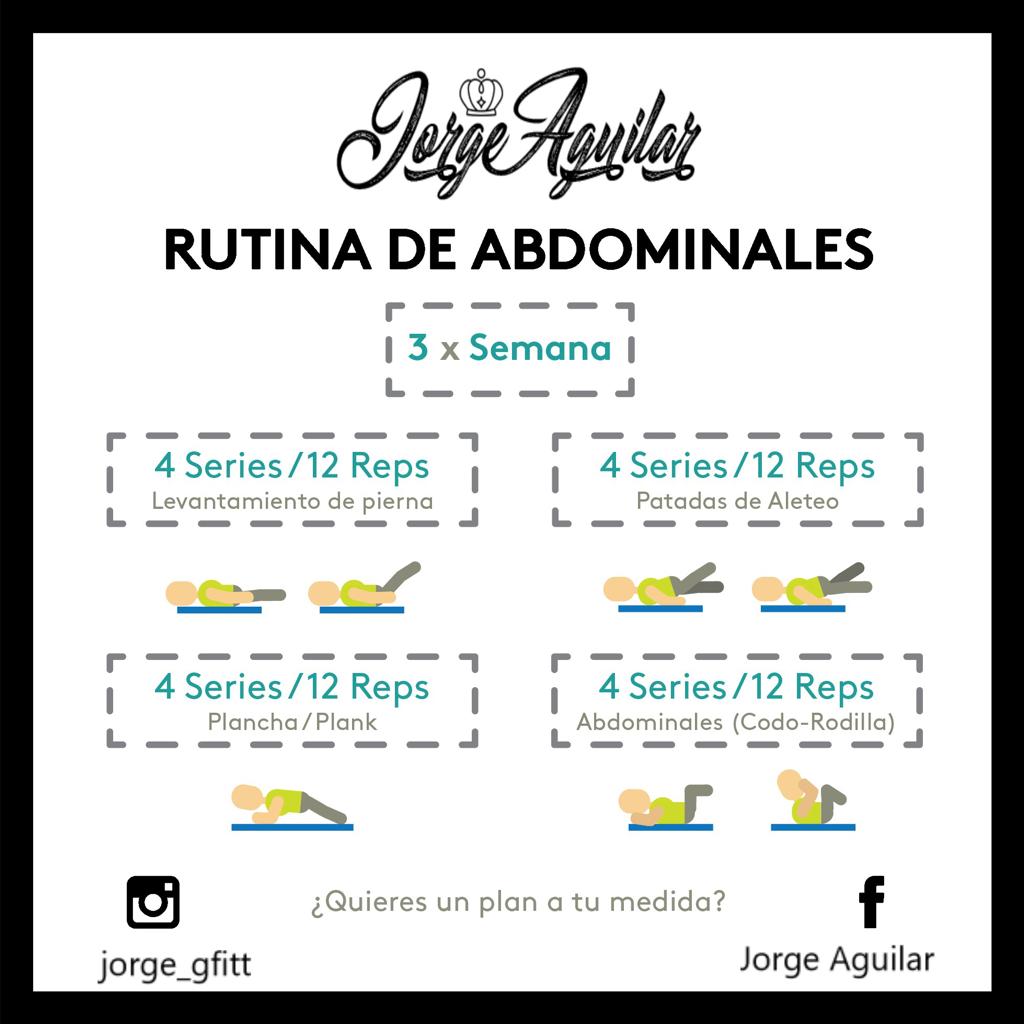 Jorge Aguilar
RUTINA DE ABDOMINALES
3 x Semana
4 Series/12 Reps
Levantamiento de pierna
4 Series/12 Reps
Patadas de Aleteo
4 Series/12 Reps
Plancha/Plank
4 Series/12 Reps
Abdominales (Codo-Rodilla)
¿Quieres un plan a tu medida?
jorge_gfitt
Jorge Aguilar